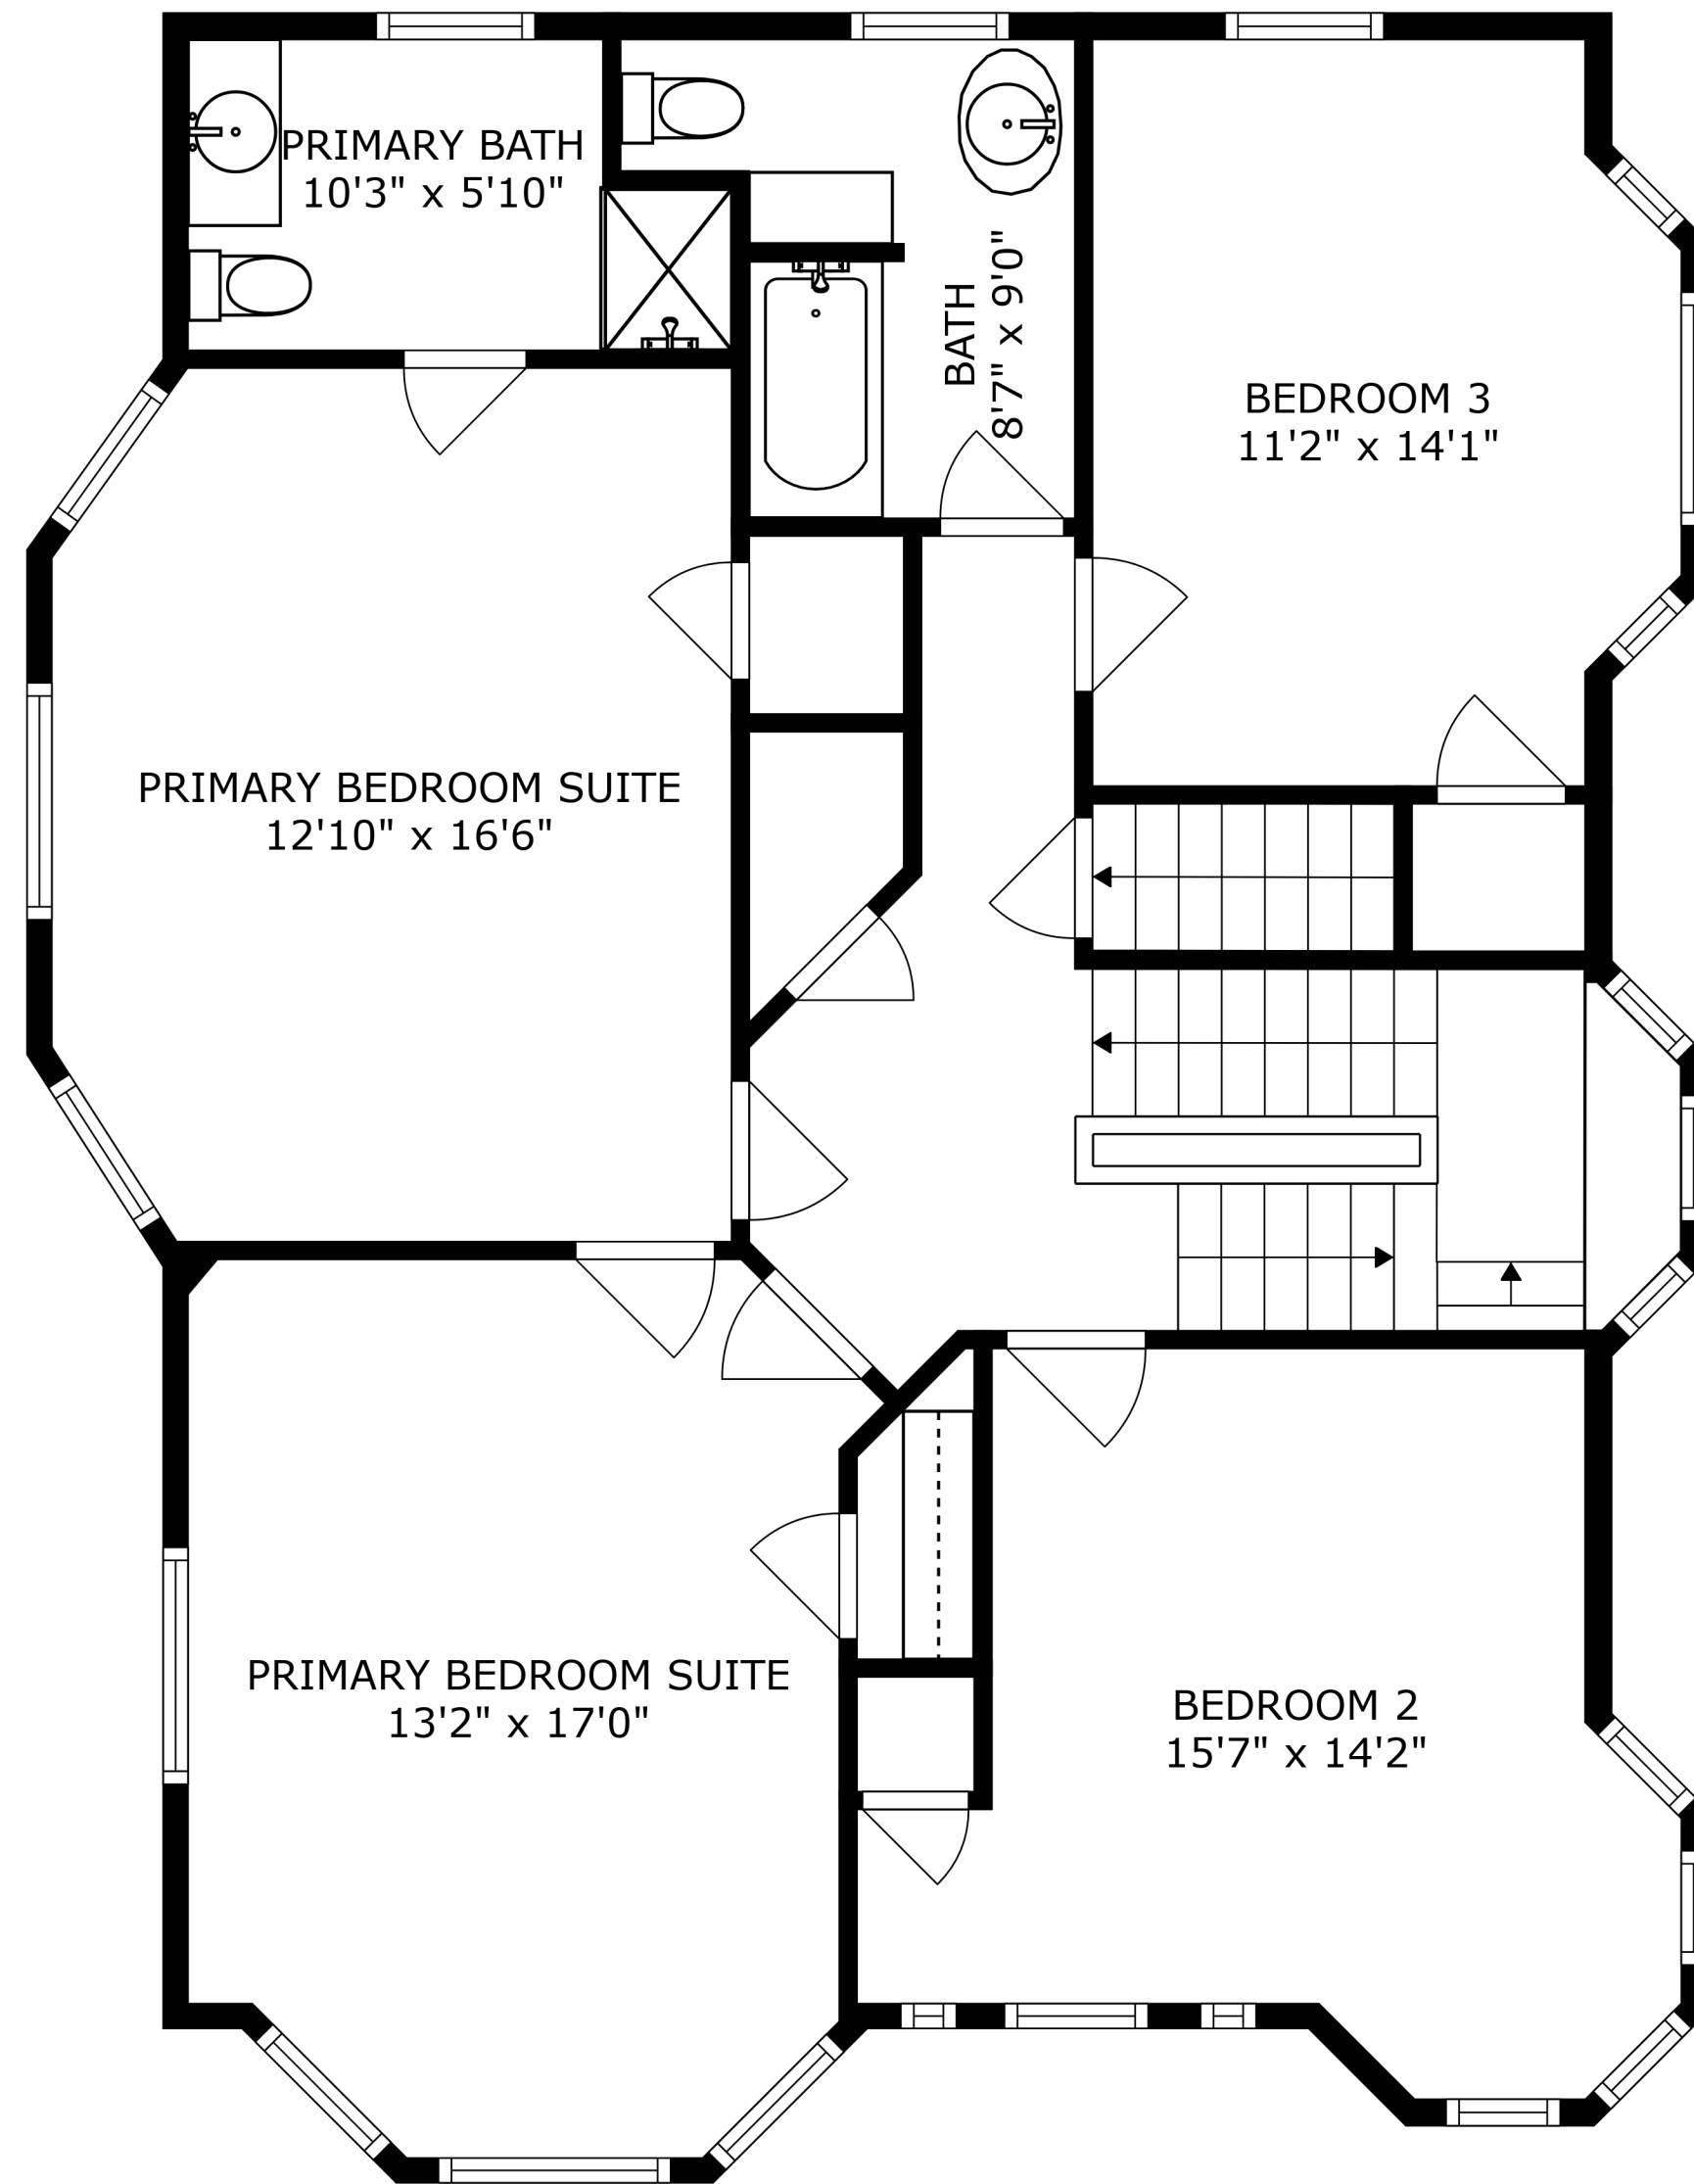 PRIMARY BATH
10'3" x 5'10"
BATH
8'7" x 9'0"
BEDROOM 3
11'2" x 14'1"
PRIMARY BEDROOM SUITE
12'10" x 16'6"
PRIMARY BEDROOM SUITE
13'2" x 17'0"
BEDROOM 2
15'7" x 14'2"